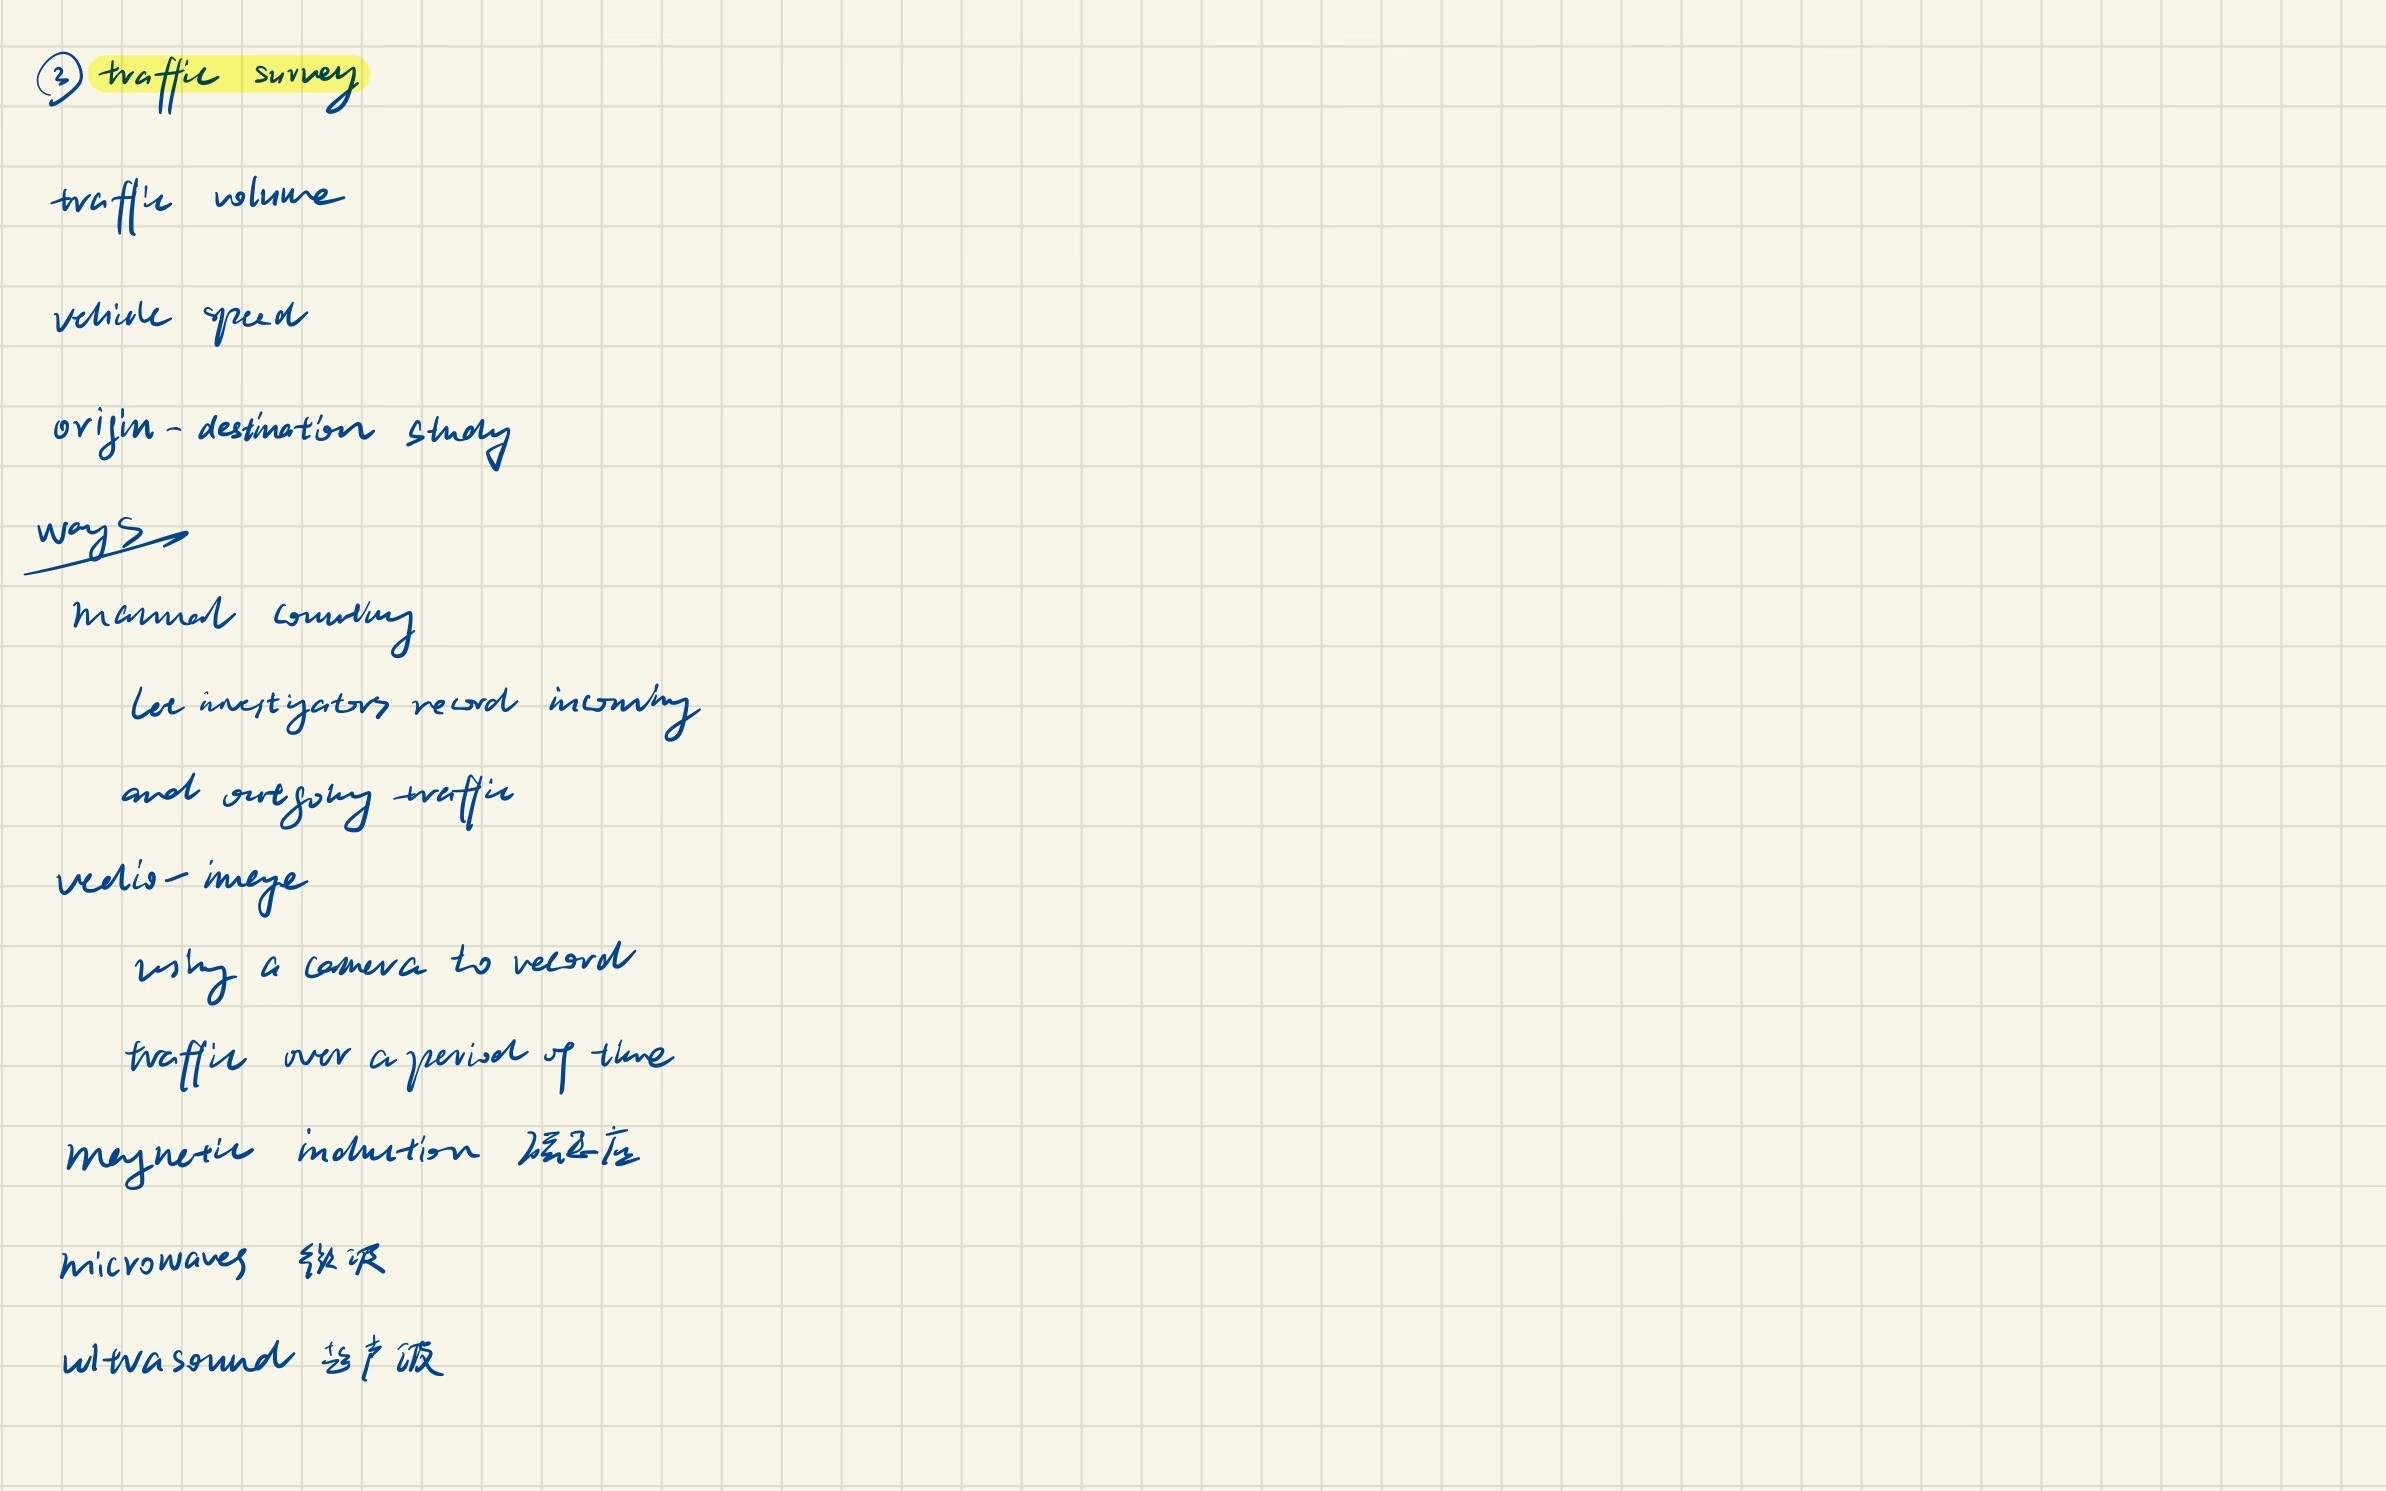 ③ traffic survey
traffic volume
vehicle speed
origin - destination study
ways
manual counting
Let investigators record incoming
and outgoing traffic
vedio - image
using a camera to record
traffic over a period of time
magnetic induction 磁感应
microwaves 微波
ultrasound 超声波